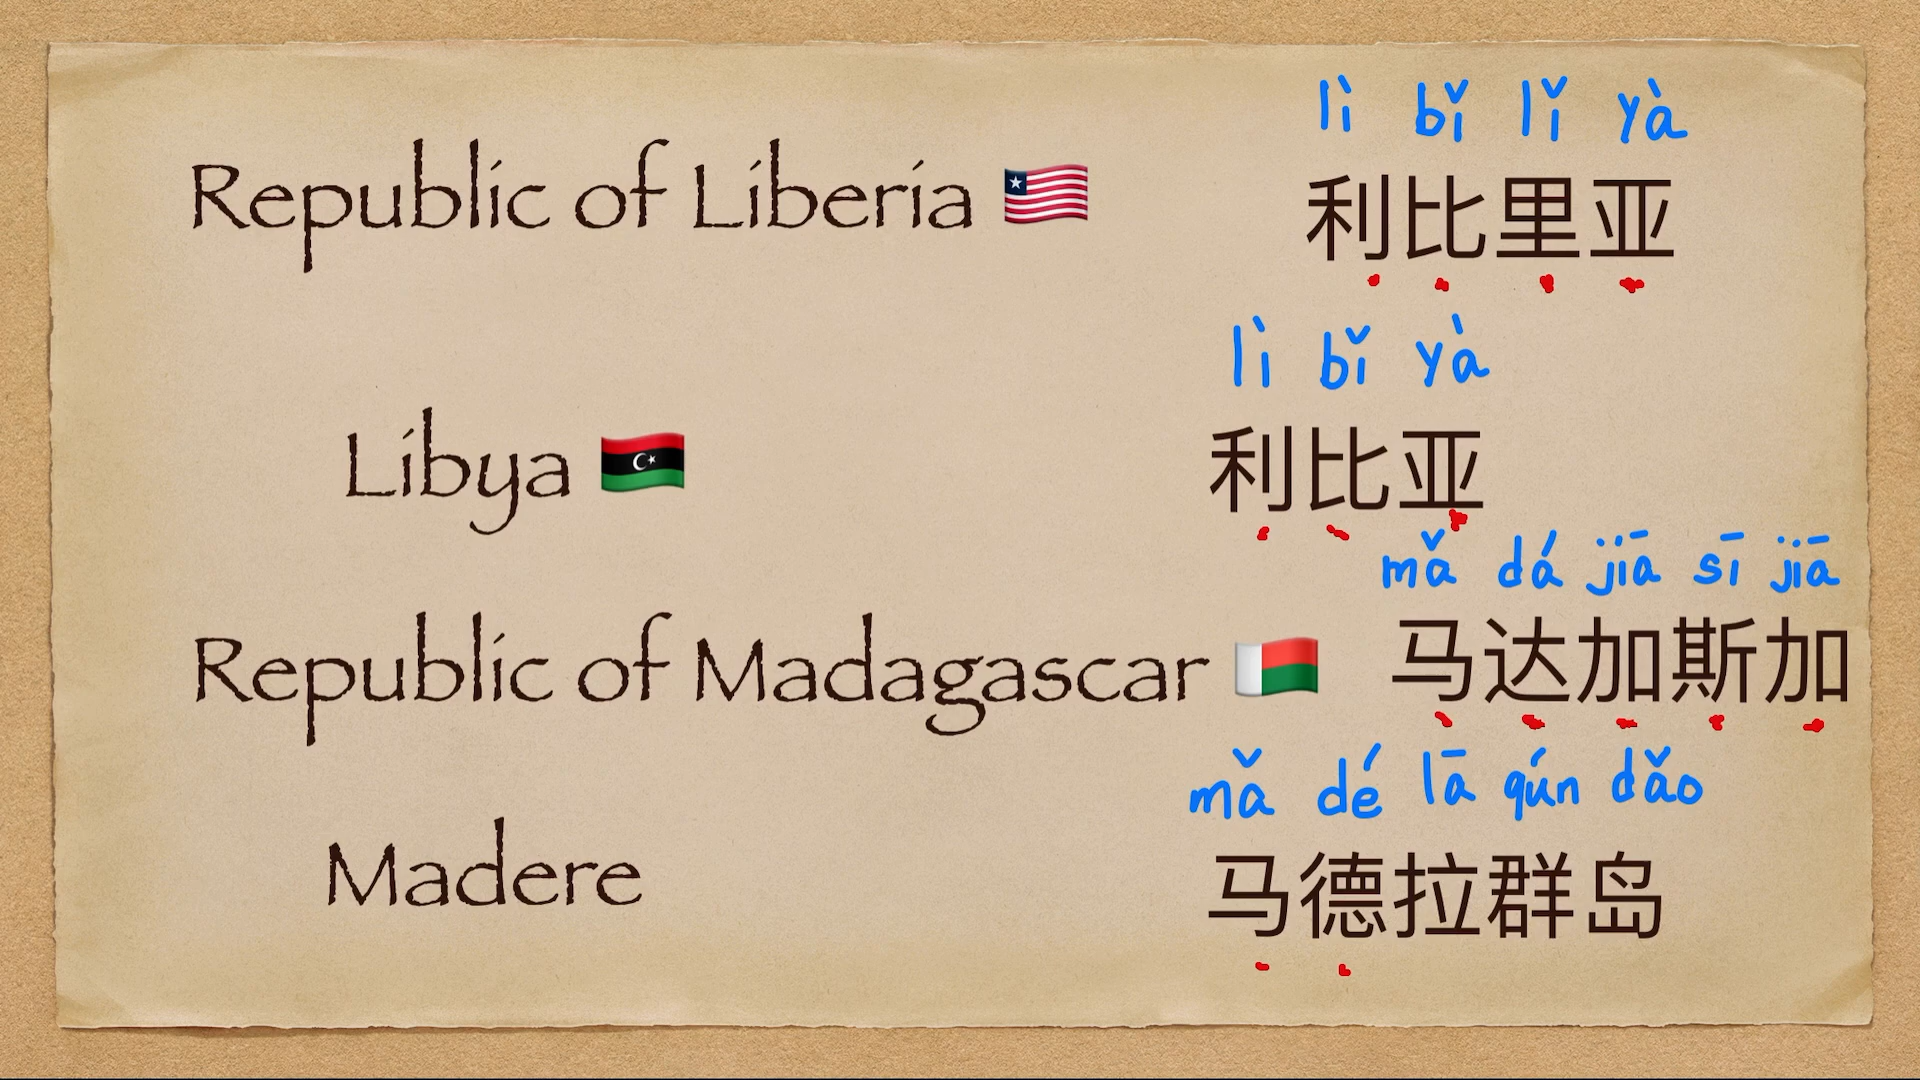 lì bǐ lǐ yà
Republic of Liberia 利比里亚
lì bǐ yà
Libya 利比亚
mǎ dá jiā sī jiā
Republic of Madagascar 马达加斯加
mǎ dé lā qún dǎo
Madere 马德拉群岛